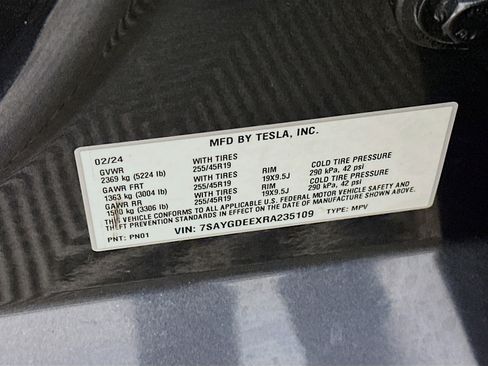 MFD BY TESLA, INC.
02/24
GVWR WITH TIRES RIM COLD TIRE PRESSURE
2369 kg (5224 lb) 255/45R19 19X9.5J 290 kPa, 42 psi
GAWR FRT WITH TIRES RIM COLD TIRE PRESSURE
1363 kg (3004 lb) 255/45R19 19X9.5J 290 kPa, 42 psi
GAWR RR WITH TIRES
1500 kg (3306 lb) 255/45R19
THIS VEHICLE CONFORMS TO ALL APPLICABLE U.S. FEDERAL MOTOR VEHICLE SAFETY AND
THEFT PREVENTION STANDARDS IN EFFECT ON THE DATE OF MANUFACTURE SHOWN ABOVE.
PNT: PN01 VIN: 7SAYGDEEXRA235109 TYPE: MPV